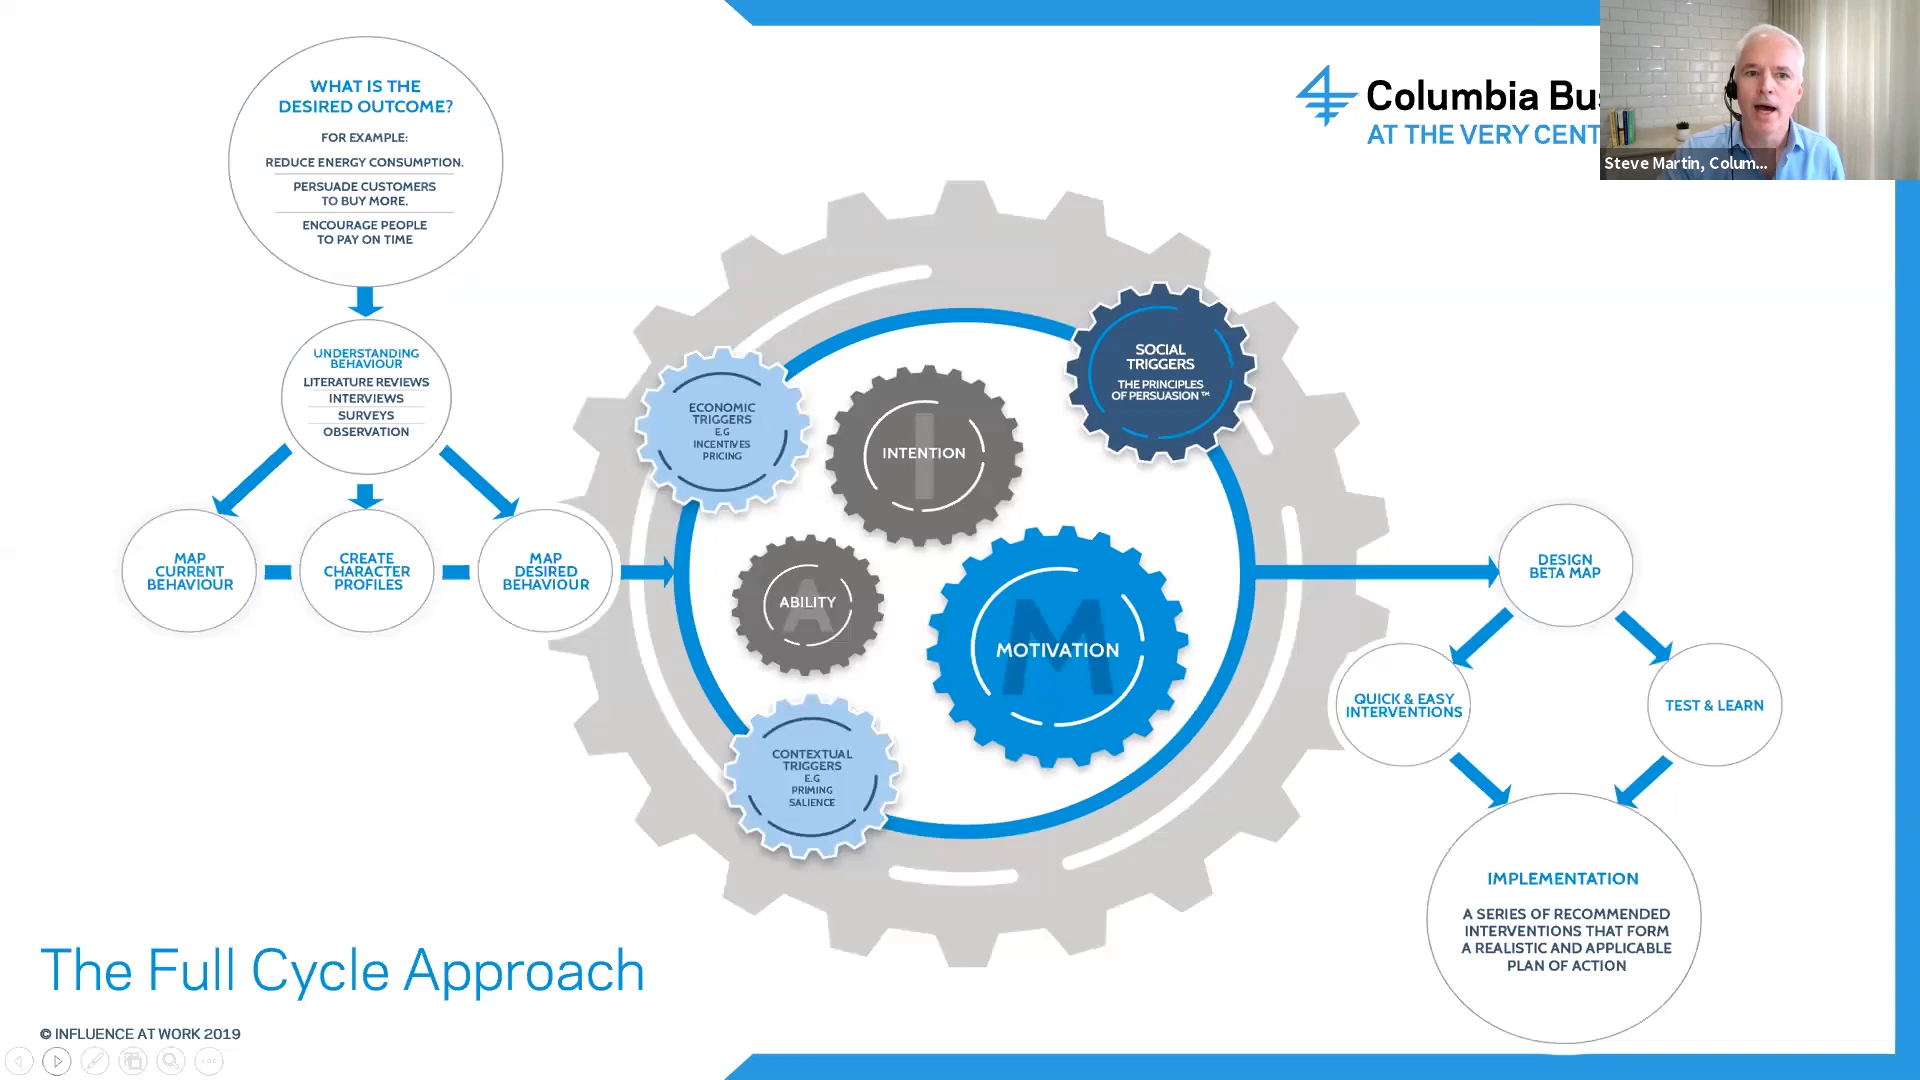 WHAT IS THE
DESIRED OUTCOME?
FOR EXAMPLE:
REDUCE ENERGY CONSUMPTION.
PERSUADE CUSTOMERS
TO BUY MORE.
ENCOURAGE PEOPLE
TO PAY ON TIME
UNDERSTANDING
BEHAVIOUR
LITERATURE REVIEWS
INTERVIEWS
SURVEYS
OBSERVATION
MAP
CURRENT
BEHAVIOUR
CREATE
CHARACTER
PROFILES
MAP
DESIRED
BEHAVIOUR
ECONOMIC
TRIGGERS
E.G
INCENTIVES
PRICING
I
INTENTION
SOCIAL
TRIGGERS
THE PRINCIPLES
OF PERSUASION™
A
ABILITY
M
MOTIVATION
CONTEXTUAL
TRIGGERS
E.G
PRIMING
SALIENCE
DESIGN
BETA MAP
QUICK & EASY
INTERVENTIONS
TEST & LEARN
IMPLEMENTATION
A SERIES OF RECOMMENDED
INTERVENTIONS THAT FORM
A REALISTIC AND APPLICABLE
PLAN OF ACTION
Columbia Bus
AT THE VERY CENT
Steve Martin, Colum...
The Full Cycle Approach
© INFLUENCE AT WORK 2019